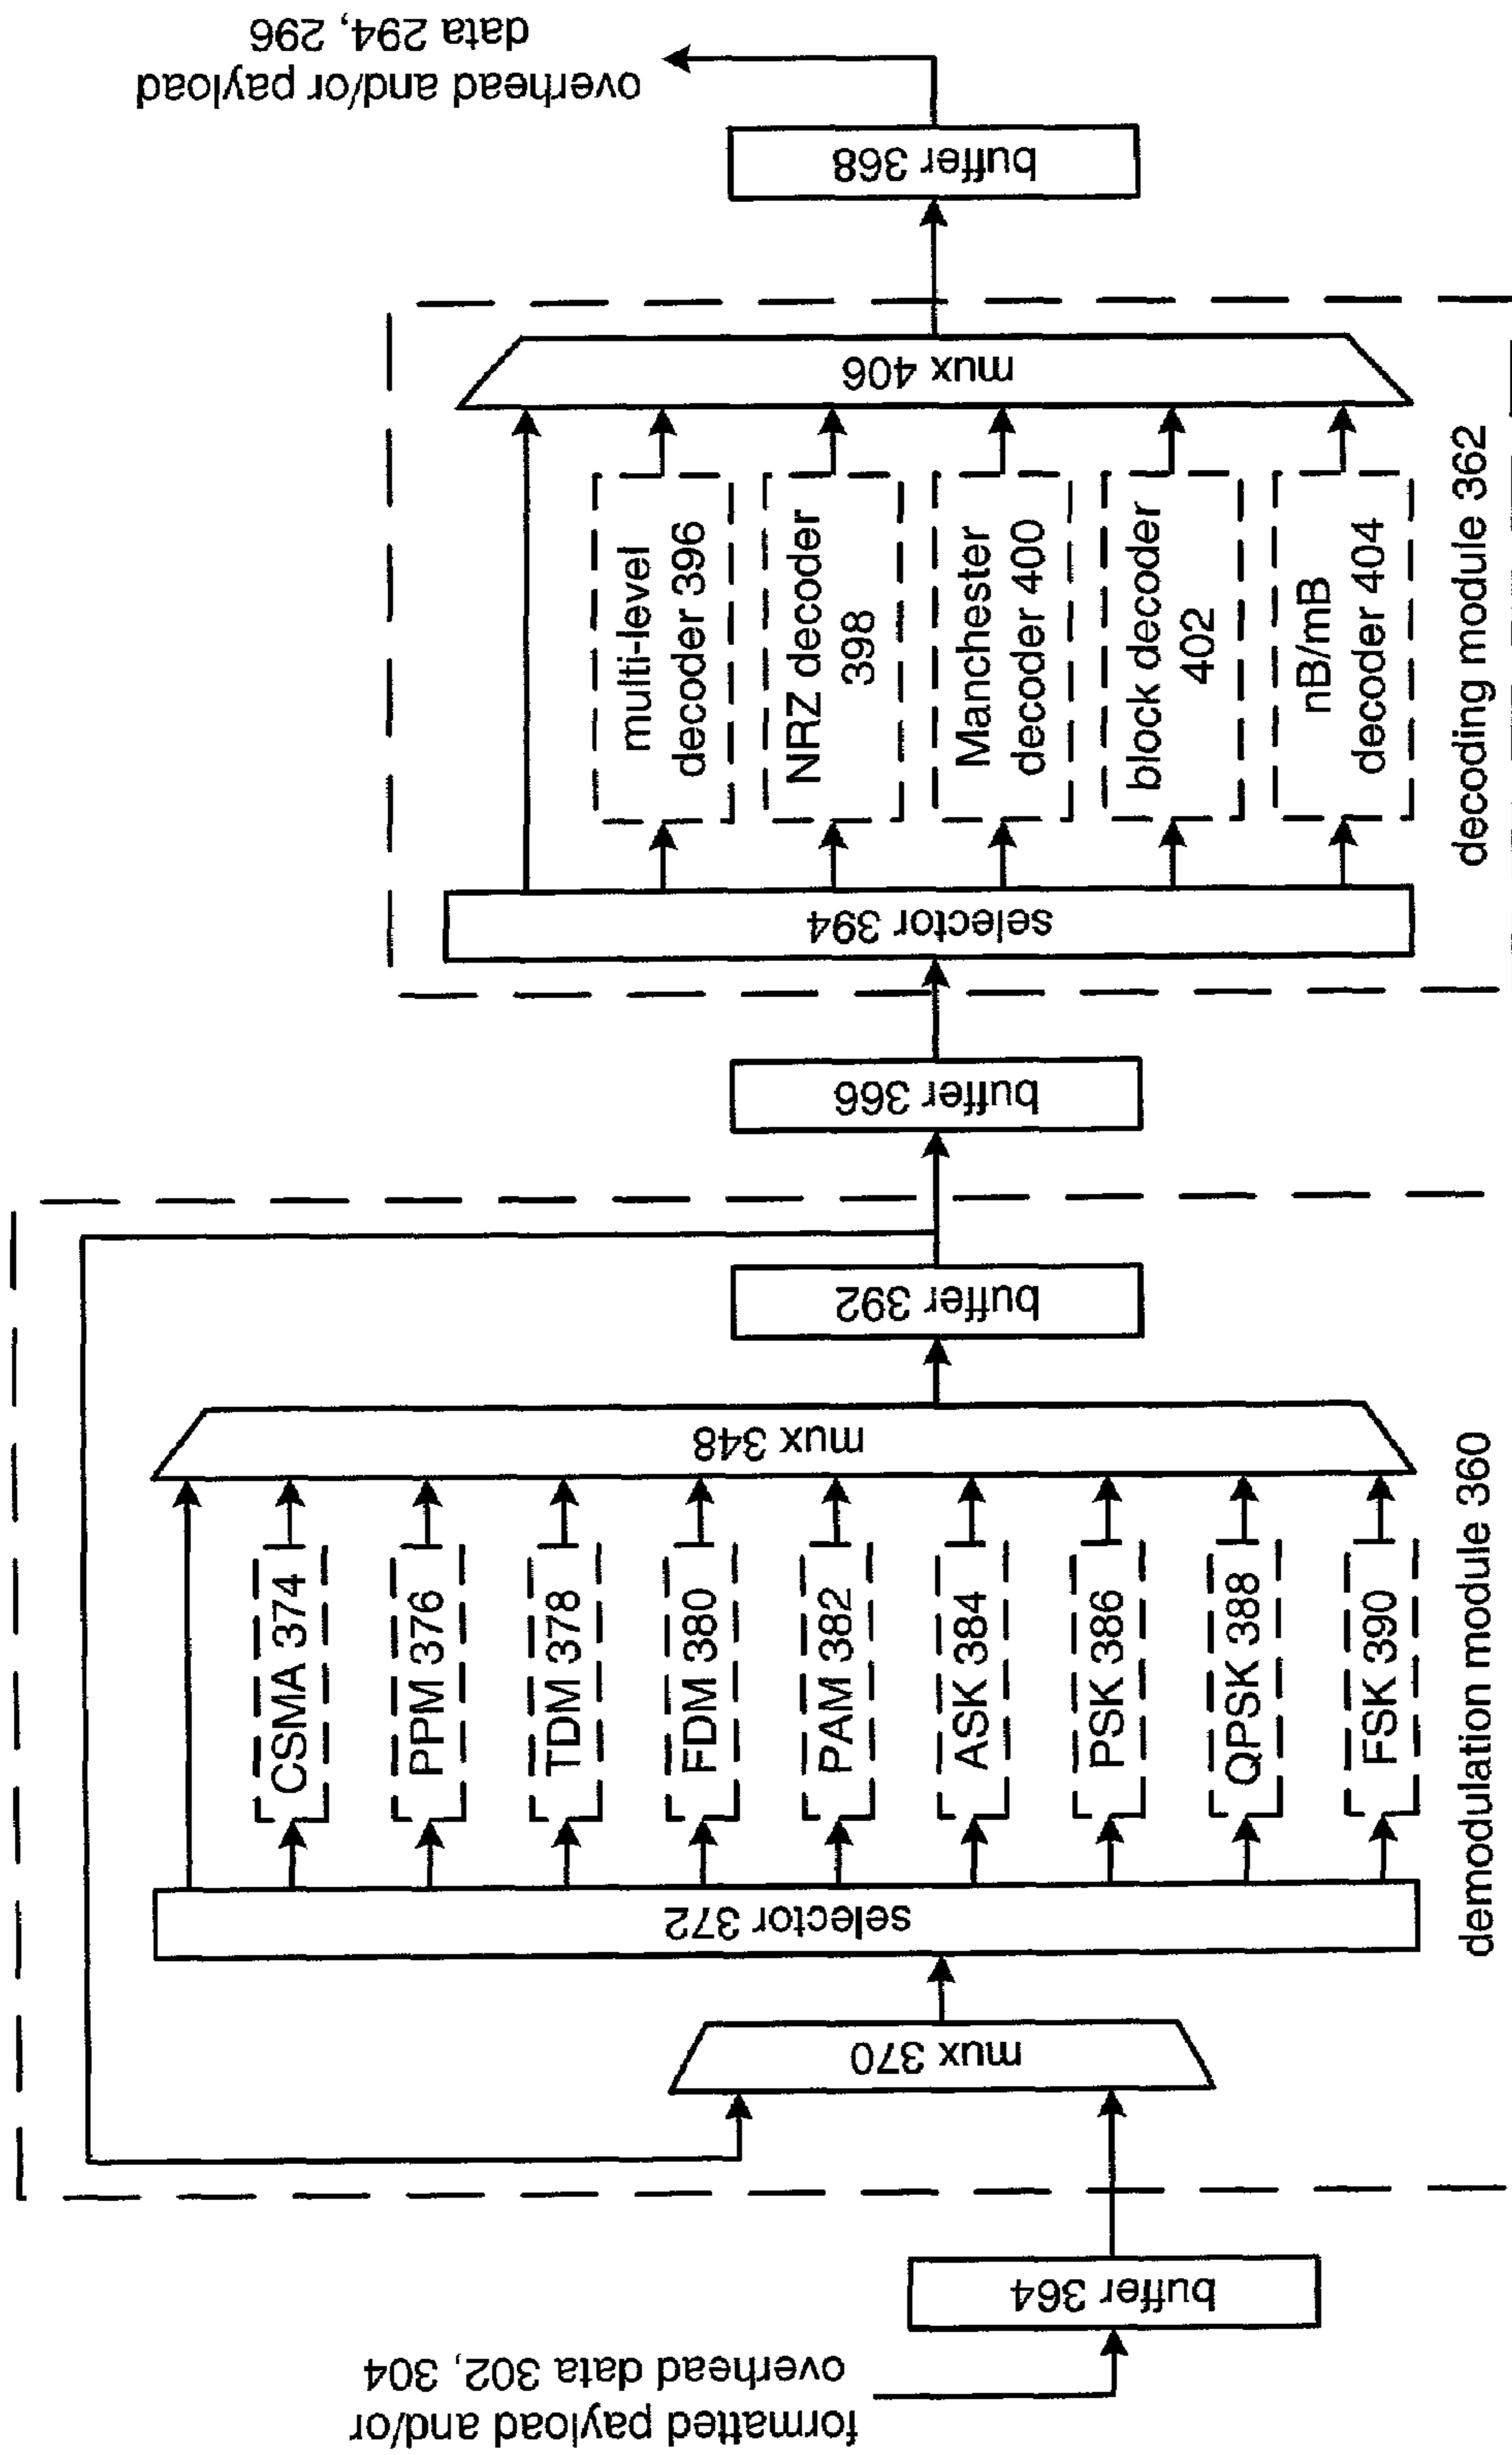 formatted payload and/or
overhead data 302, 304
buffer 364
mux 370
selector 372
CSMA 374
PPM 376
TDM 378
FDM 380
PAM 382
ASK 384
PSK 386
QPSK 388
FSK 390
mux 348
buffer 392
demodulation module 360
buffer 366
selector 394
multi-level
decoder 396
NRZ decoder
398
Manchester
decoder 400
block decoder
402
nB/mB
decoder 404
mux 406
decoding module 362
buffer 368
overhead and/or payload
data 294, 296